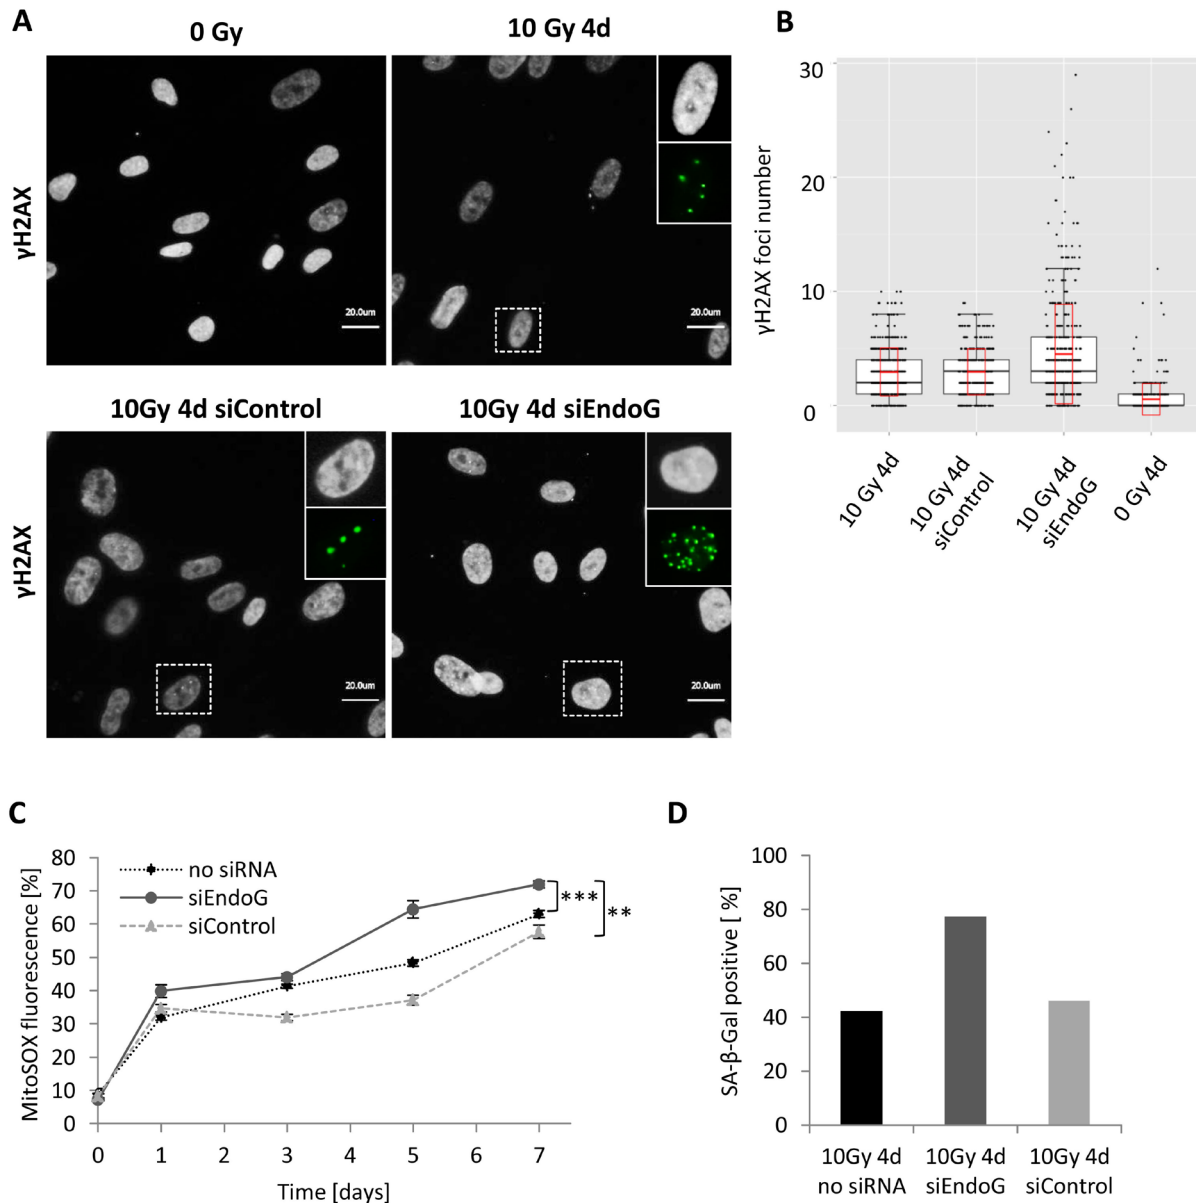 A
0 Gy
10 Gy 4d
γH2AX
20.0um
20.0um
10Gy 4d siControl
10Gy 4d siEndoG
γH2AX
20.0um
20.0um
B
γH2AX foci number
30
20
10
0
10 Gy 4d
10 Gy 4d
siControl
10 Gy 4d
siEndoG
0 Gy 4d
C
MitoSOX fluorescence [%]
80
70
60
50
40
30
20
10
0
no siRNA
siEndoG
siControl
***
**
0 1 2 3 4 5 6 7
Time [days]
D
SA-β-Gal positive [ %]
100
80
60
40
20
0
10Gy 4d
no siRNA
10Gy 4d
siEndoG
10Gy 4d
siControl